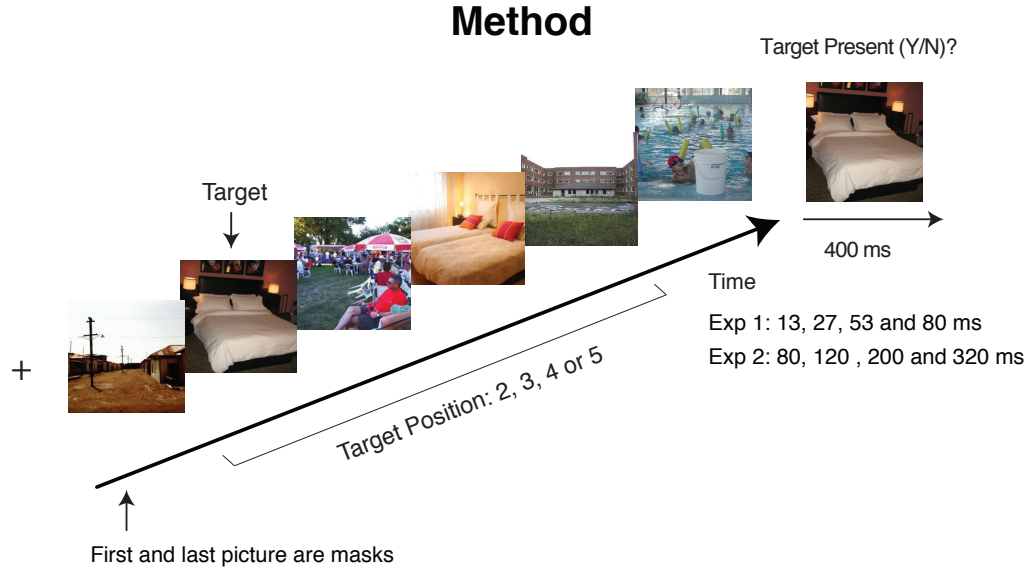 Method
Target Present (Y/N)?
Target
400 ms
Time
Exp 1: 13, 27, 53 and 80 ms
Exp 2: 80, 120 , 200 and 320 ms
+
Target Position: 2, 3, 4 or 5
First and last picture are masks